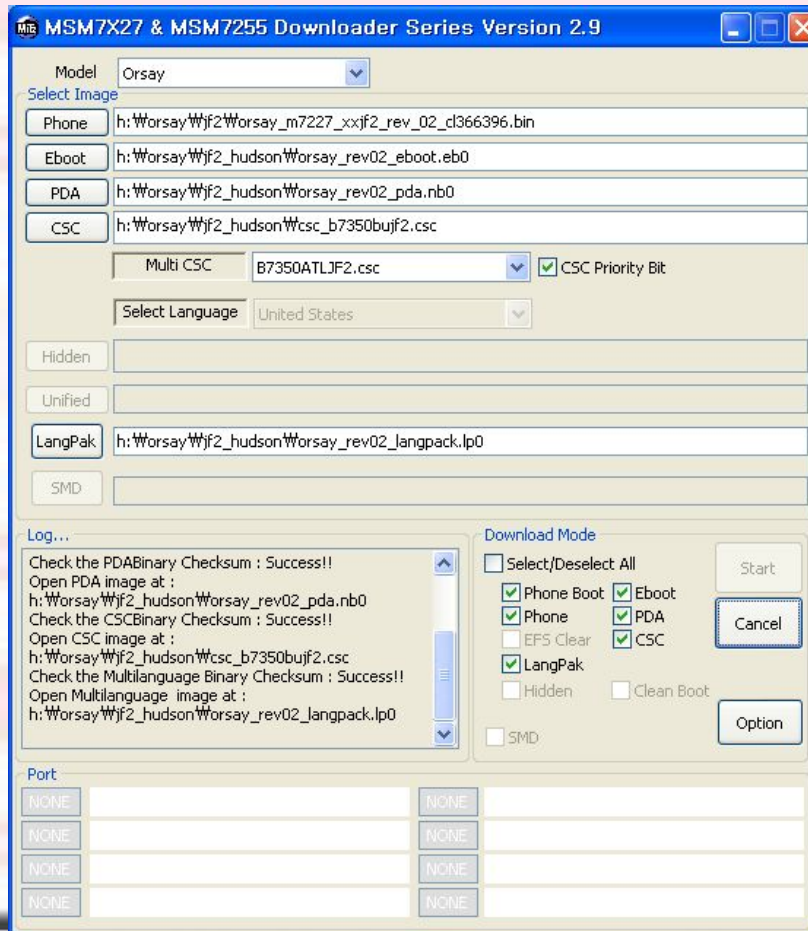 MSM7X27 & MSM7255 Downloader Series Version 2.9
Model Orsay
Select Image
Phone h:₩orsay₩jf2₩orsay_m7227_xxjf2_rev_02_cl366396.bin
Eboot h:₩orsay₩jf2_hudson₩orsay_rev02_eboot.eb0
PDA h:₩orsay₩jf2_hudson₩orsay_rev02_pda.nb0
CSC h:₩orsay₩jf2_hudson₩csc_b7350bujf2.csc
Multi CSC B7350ATLJF2.csc CSC Priority Bit
Select Language United States
Hidden
Unified
LangPak h:₩orsay₩jf2_hudson₩orsay_rev02_langpack.lp0
SMD
Log...
Check the PDABinary Checksum : Success!!
Open PDA image at :
h:₩orsay₩jf2_hudson₩orsay_rev02_pda.nb0
Check the CSCBinary Checksum : Success!!
Open CSC image at :
h:₩orsay₩jf2_hudson₩csc_b7350bujf2.csc
Check the Multilanguage Binary Checksum : Success!!
Open Multilanguage image at :
h:₩orsay₩jf2_hudson₩orsay_rev02_langpack.lp0
Download Mode
Select/Deselect All
Phone Boot Eboot
Phone PDA
EFS Clear CSC
LangPak
Hidden Clean Boot
SMD
Start
Cancel
Option
Port
NONE NONE
NONE NONE
NONE NONE
NONE NONE